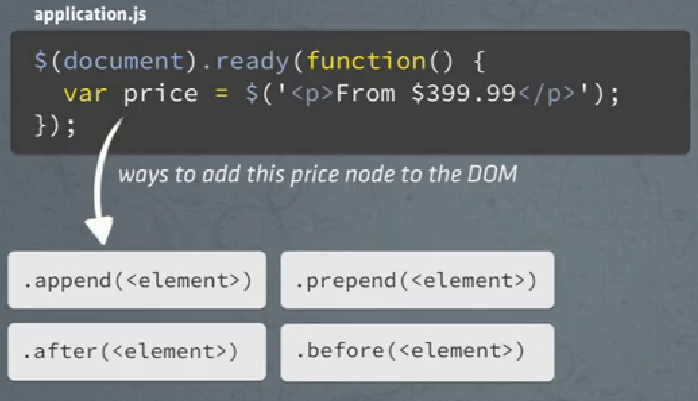 application.js
$(document).ready(function() {
var price = $('<p>From $399.99</p>');
});
ways to add this price node to the DOM
.append(<element>) .prepend(<element>)
.after(<element>) .before(<element>)